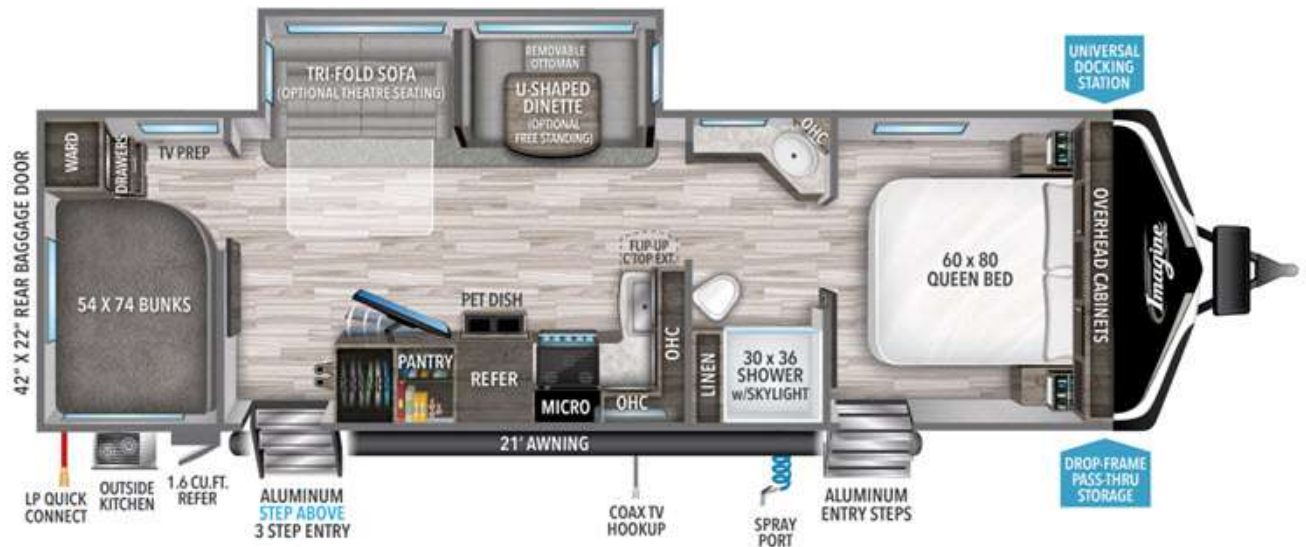 UNIVERSAL
DOCKING
STATION
TRI-FOLD SOFA
(OPTIONAL THEATRE SEATING)
REMOVABLE
OTTOMAN
U-SHAPED
DINETTE
(OPTIONAL
FREE STANDING)
OHC
WARD
DRAWERS
TV PREP
42" X 22" REAR BAGGAGE DOOR
54 X 74 BUNKS
FLIP-UP
C'TOP EXT.
60 x 80
QUEEN BED
OVERHEAD CABINETS
Imagine
PET DISH
PANTRY
REFER
MICRO
OHC
OHC
LINEN
30 x 36
SHOWER
w/SKYLIGHT
21' AWNING
LP QUICK
CONNECT
OUTSIDE
KITCHEN
1.6 CU.FT.
REFER
ALUMINUM
STEP ABOVE
3 STEP ENTRY
COAX TV
HOOKUP
SPRAY
PORT
ALUMINUM
ENTRY STEPS
DROP-FRAME
PASS-THRU
STORAGE